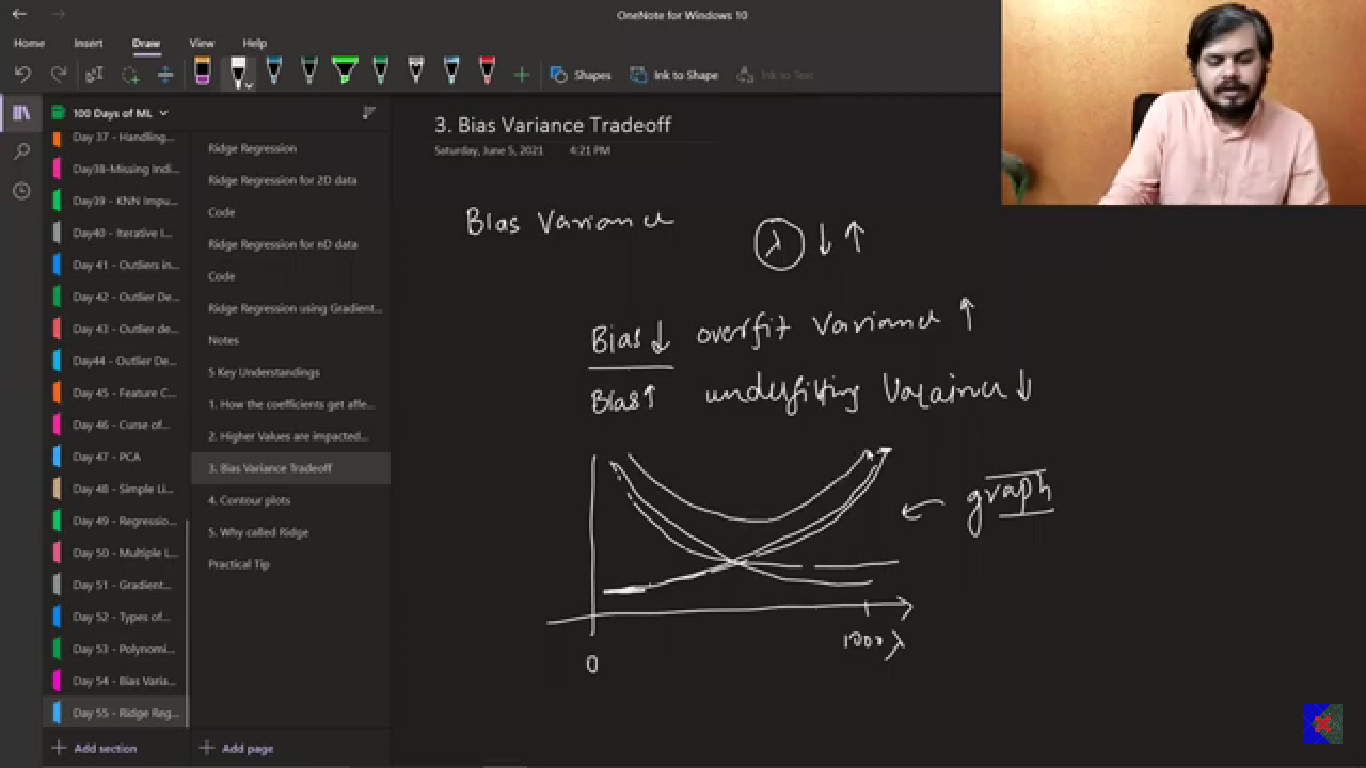 OneNote for Windows 10
Home Insert Draw View Help
Shapes Ink to Shape Ink to Text
100 Days of ML
Day 37 - Handling...
Day38-Missing Indi...
Day39 - KNN Impu...
Day40 - Iterative I...
Day 41 - Outliers in...
Day 42 - Outlier De...
Day 43 - Outlier de...
Day44 - Outlier De...
Day 45 - Feature C...
Day 46 - Curse of...
Day 47 - PCA
Day 48 - Simple Li...
Day 49 - Regressio...
Day 50 - Multiple L...
Day 51 - Gradient...
Day 52 - Types of...
Day 53 - Polynomi...
Day 54 - Bias Varia...
Day 55 - Ridge Reg...
Add section
Ridge Regression
Ridge Regression for 2D data
Code
Ridge Regression for nD data
Code
Ridge Regression using Gradient...
Notes
5 Key Understandings
1. How the coefficients get affe...
2. Higher Values are impacted...
3. Bias Variance Tradeoff
4. Contour plots
5. Why called Ridge
Practical Tip
Add page
3. Bias Variance Tradeoff
Saturday, June 5, 2021 4:21 PM
Bias Variance
λ ↓ ↑
Bias ↓ overfit Variance ↑
Bias ↑ underfitting Variance ↓
← graph
0
λ